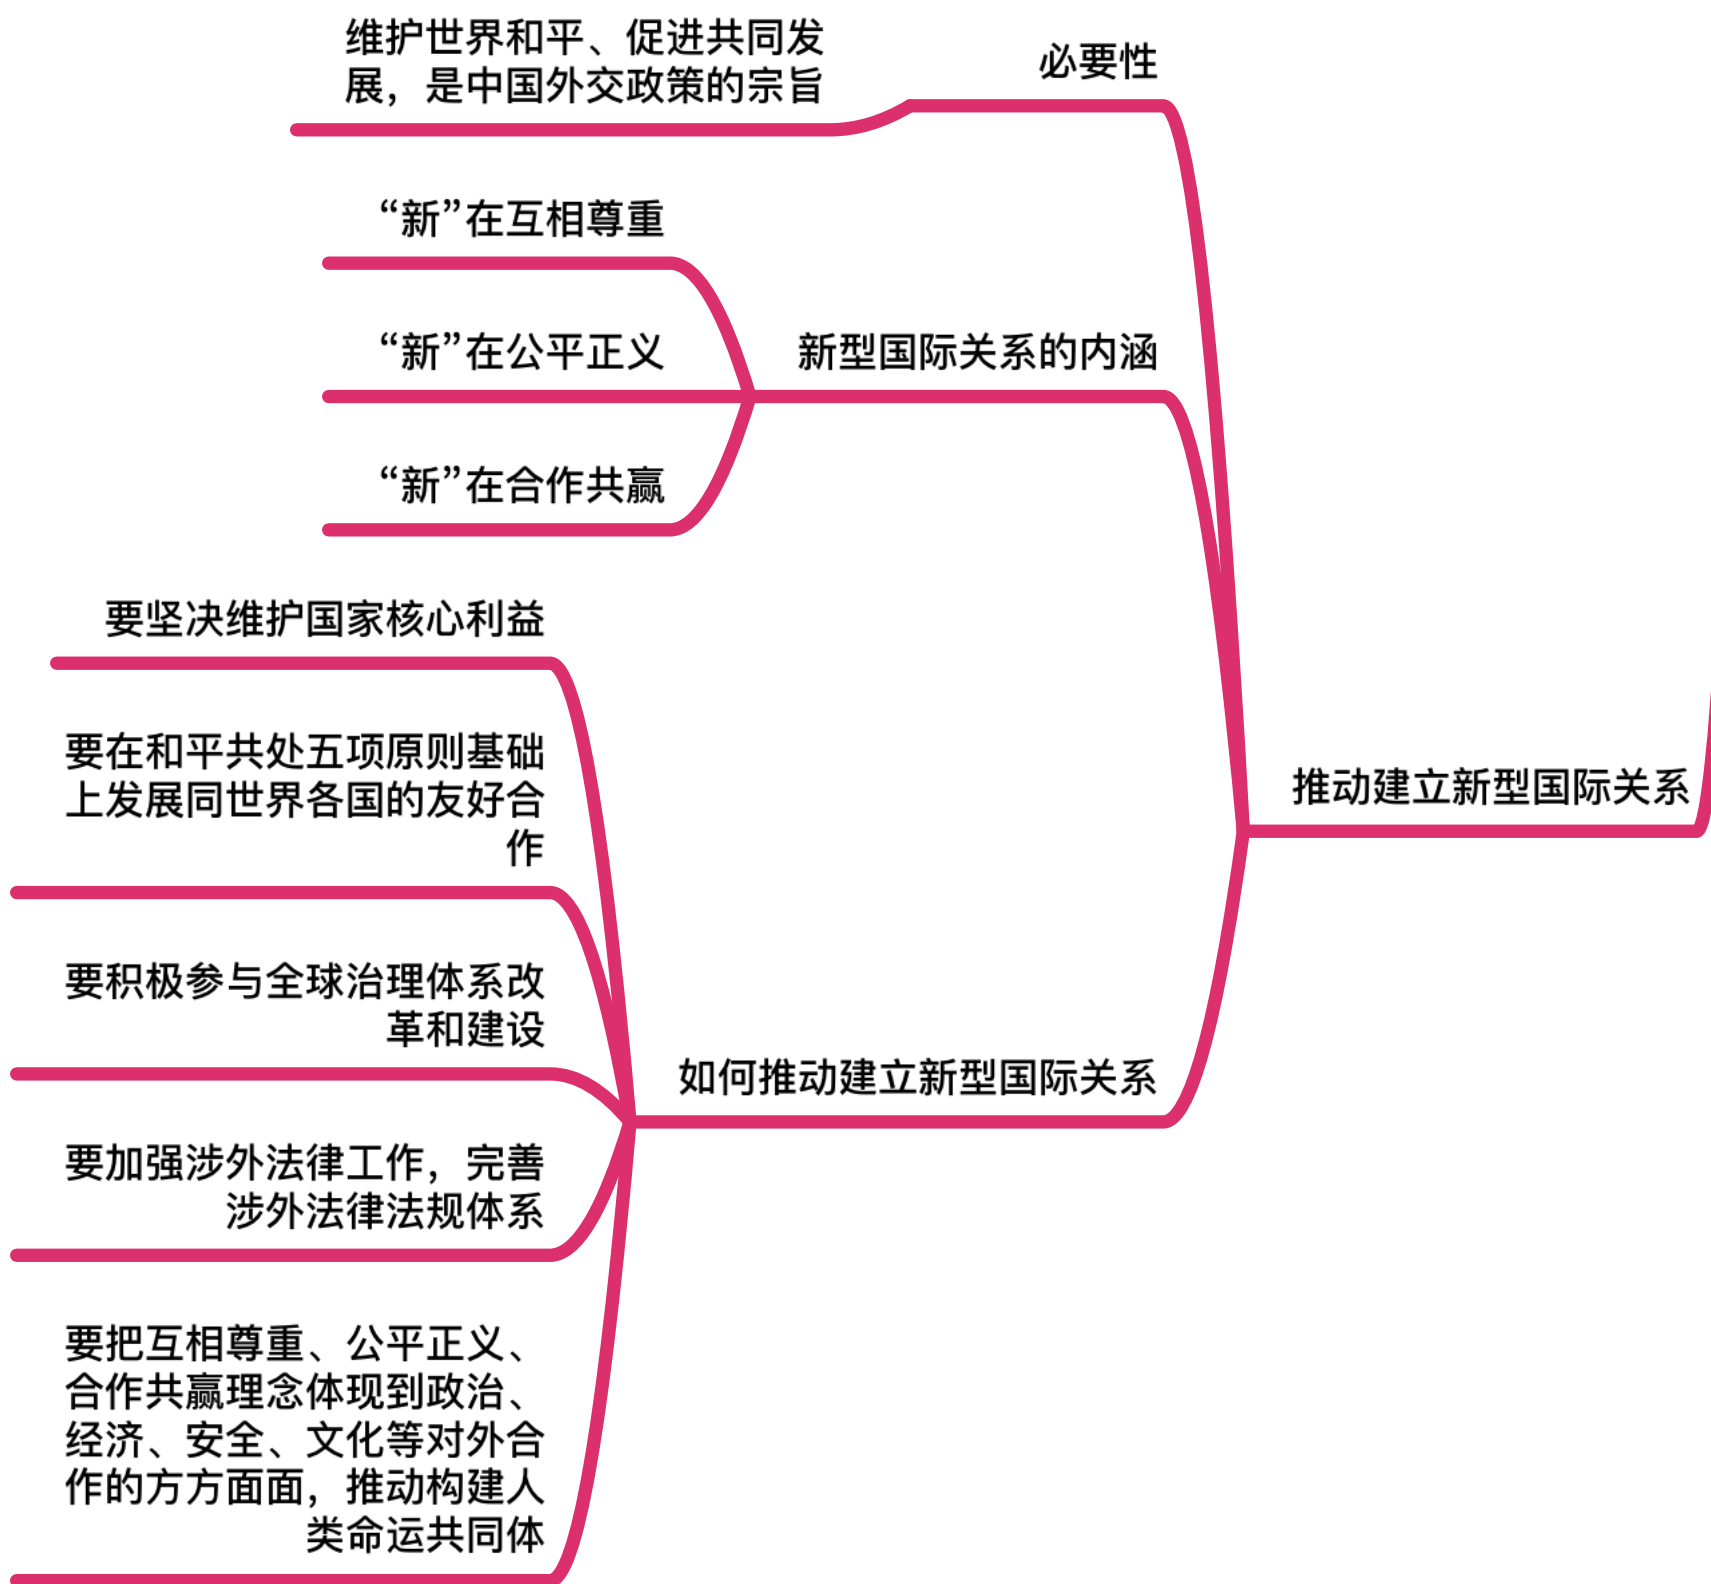 维护世界和平、促进共同发
展，是中国外交政策的宗旨
必要性
“新”在互相尊重
“新”在公平正义
新型国际关系的内涵
“新”在合作共赢
要坚决维护国家核心利益
要在和平共处五项原则基础
上发展同世界各国的友好合
作
推动建立新型国际关系
要积极参与全球治理体系改
革和建设
如何推动建立新型国际关系
要加强涉外法律工作，完善
涉外法律法规体系
要把互相尊重、公平正义、
合作共赢理念体现到政治、
经济、安全、文化等对外合
作的方方面面，推动构建人
类命运共同体